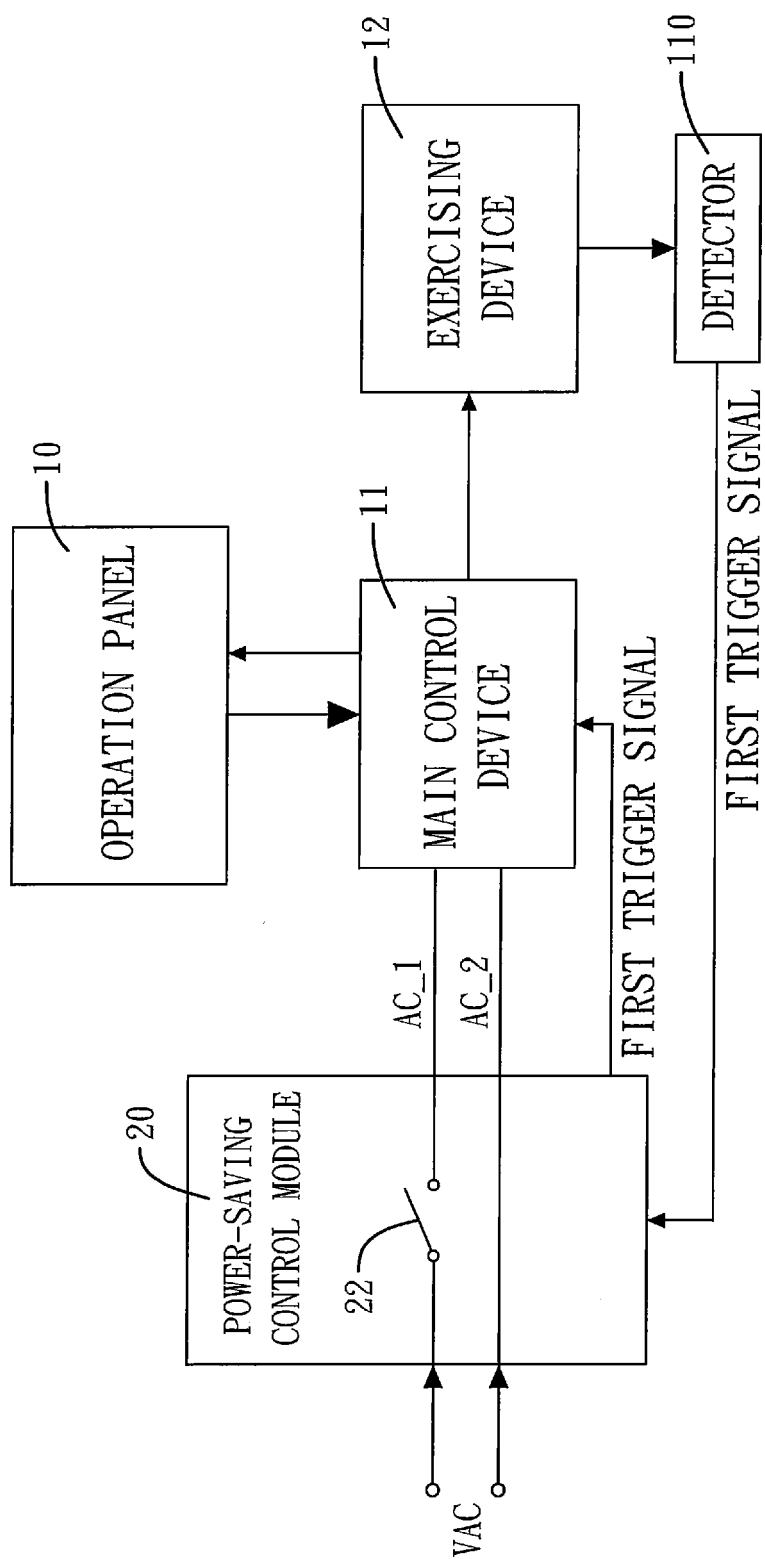 10
OPERATION PANEL
12
EXERCISING
DEVICE
11
MAIN CONTROL
DEVICE
110
DETECTOR
20
POWER-SAVING
CONTROL MODULE
22
AC_1
AC_2
VAC
FIRST TRIGGER SIGNAL
FIRST TRIGGER SIGNAL